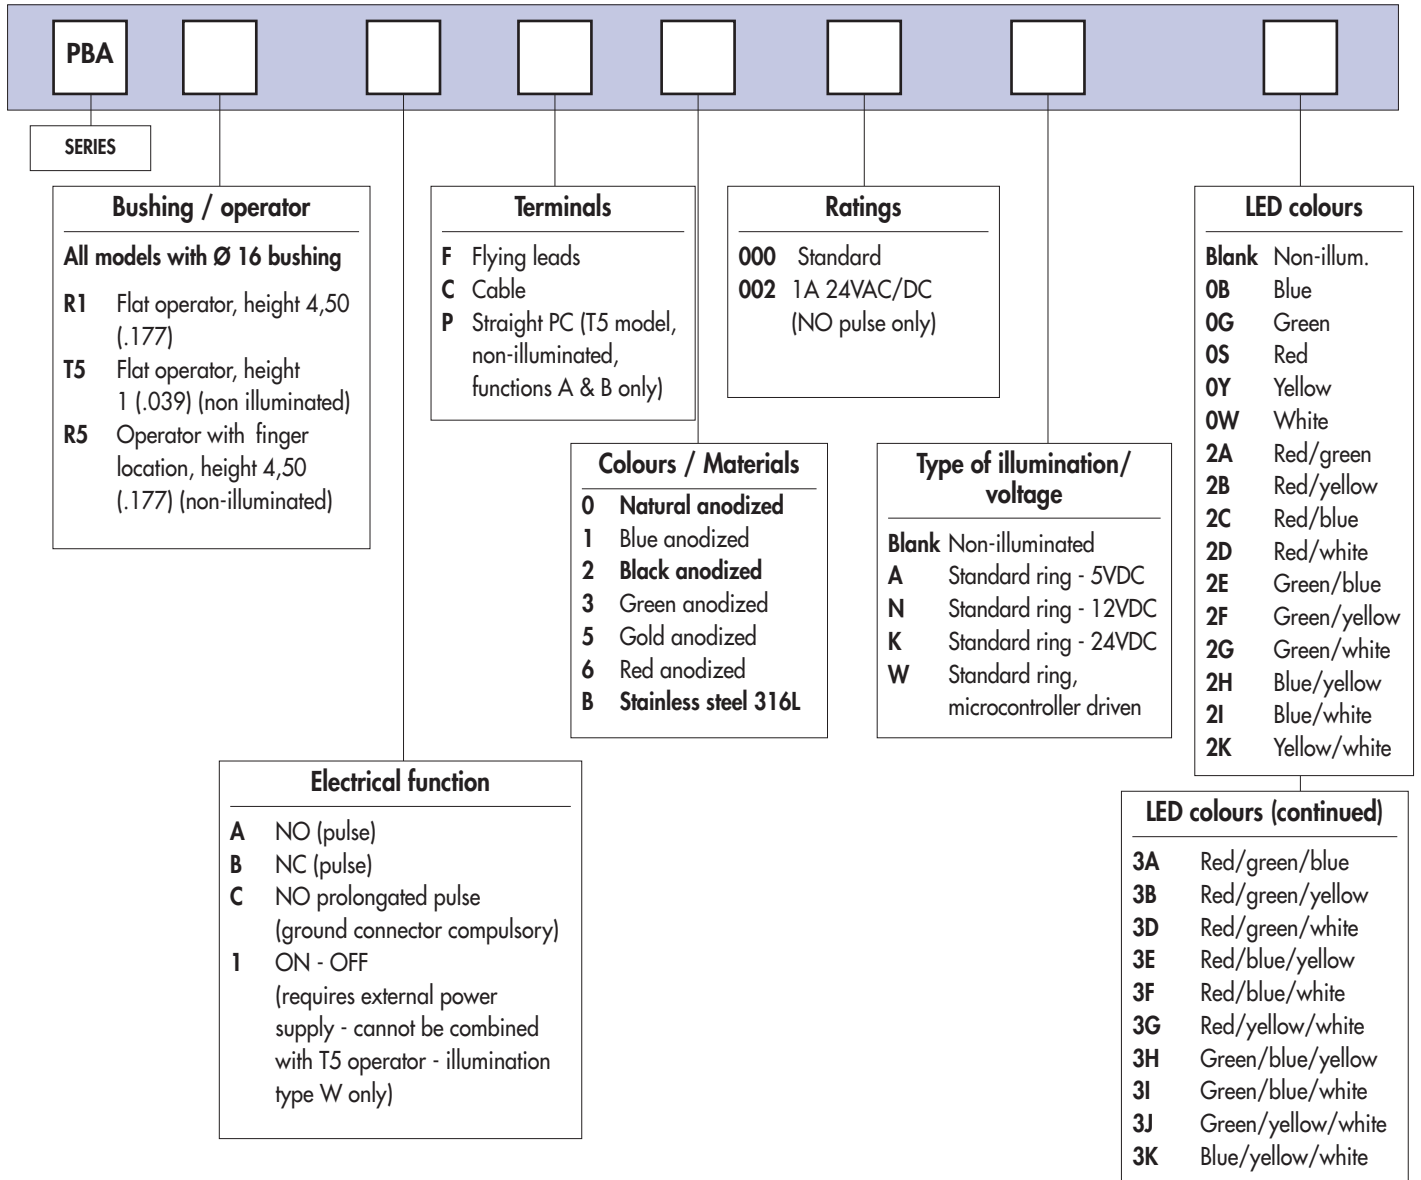 PBA
SERIES
Bushing / operator
All models with Ø 16 bushing
R1 Flat operator, height 4,50
(.177)
T5 Flat operator, height
1 (.039) (non illuminated)
R5 Operator with finger
location, height 4,50
(.177) (non-illuminated)
Electrical function
A NO (pulse)
B NC (pulse)
C NO prolongated pulse
(ground connector compulsory)
1 ON - OFF
(requires external power
supply - cannot be combined
with T5 operator - illumination
type W only)
Terminals
F Flying leads
C Cable
P Straight PC (T5 model,
non-illuminated,
functions A & B only)
Colours / Materials
0 Natural anodized
1 Blue anodized
2 Black anodized
3 Green anodized
5 Gold anodized
6 Red anodized
B Stainless steel 316L
Ratings
000 Standard
002 1A 24VAC/DC
(NO pulse only)
Type of illumination/
voltage
Blank Non-illuminated
A Standard ring - 5VDC
N Standard ring - 12VDC
K Standard ring - 24VDC
W Standard ring,
microcontroller driven
LED colours
Blank Non-illum.
0B Blue
0G Green
0S Red
0Y Yellow
0W White
2A Red/green
2B Red/yellow
2C Red/blue
2D Red/white
2E Green/blue
2F Green/yellow
2G Green/white
2H Blue/yellow
2I Blue/white
2K Yellow/white
LED colours (continued)
3A Red/green/blue
3B Red/green/yellow
3D Red/green/white
3E Red/blue/yellow
3F Red/blue/white
3G Red/yellow/white
3H Green/blue/yellow
3I Green/blue/white
3J Green/yellow/white
3K Blue/yellow/white